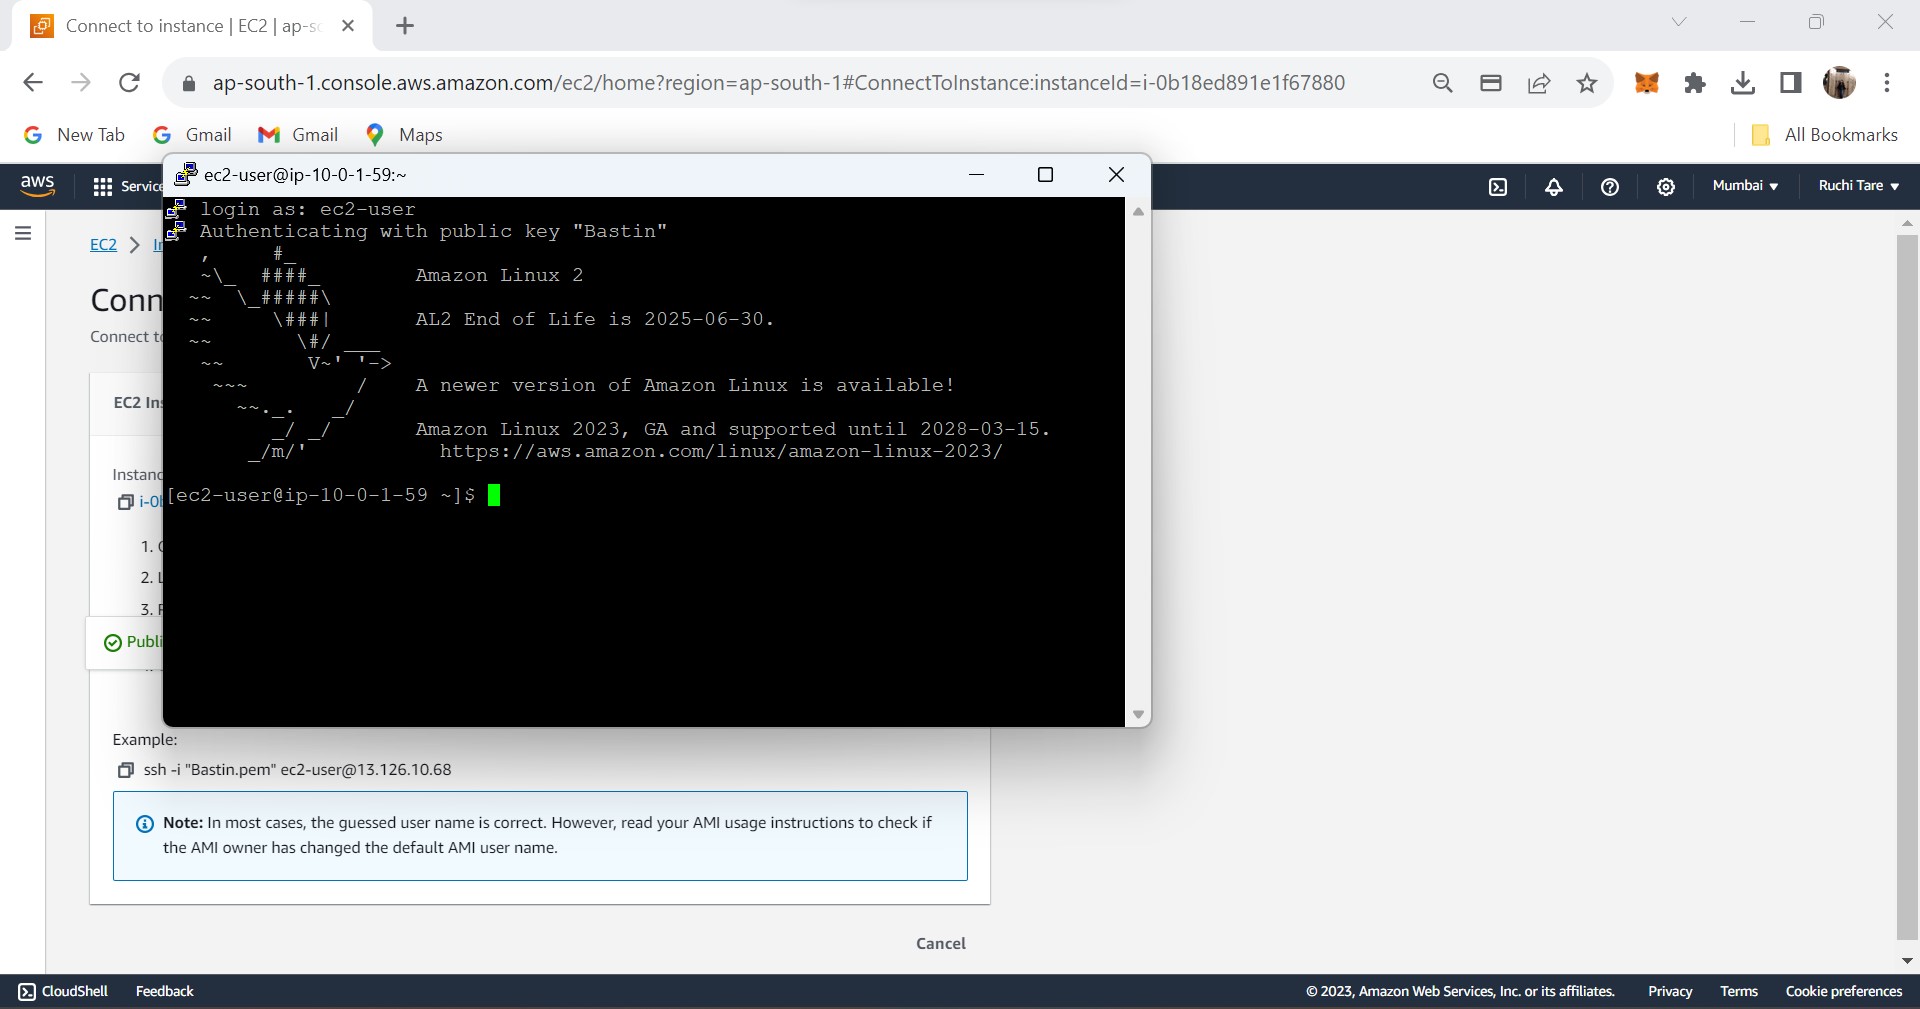 Connect to instance | EC2 | ap-sc
ap-south-1.console.aws.amazon.com/ec2/home?region=ap-south-1#ConnectToInstance:instanceId=i-0b18ed891e1f67880
New Tab
Gmail
Gmail
Maps
All Bookmarks
aws
Service
Mumbai ▼
Ruchi Tare ▼
ec2-user@ip-10-0-1-59:~
login as: ec2-user
Authenticating with public key "Bastin"
   ,     #_
   ~\_  ####_        Amazon Linux 2
  ~~  \_#####\
  ~~     \###|       AL2 End of Life is 2025-06-30.
  ~~       \#/ ___
   ~~       V~' '->
    ~~~         /    A newer version of Amazon Linux is available!
      ~~._.   _/
         _/ _/       Amazon Linux 2023, GA and supported until 2028-03-15.
       _/m/'           https://aws.amazon.com/linux/amazon-linux-2023/
[ec2-user@ip-10-0-1-59 ~]$
EC2
Conn
Connect to
EC2 Ins
Instanc
i-0b
1.
2. L
3.
Publi
Example:
ssh -i "Bastin.pem" ec2-user@13.126.10.68
Note: In most cases, the guessed user name is correct. However, read your AMI usage instructions to check if
the AMI owner has changed the default AMI user name.
Cancel
CloudShell
Feedback
© 2023, Amazon Web Services, Inc. or its affiliates.
Privacy
Terms
Cookie preferences